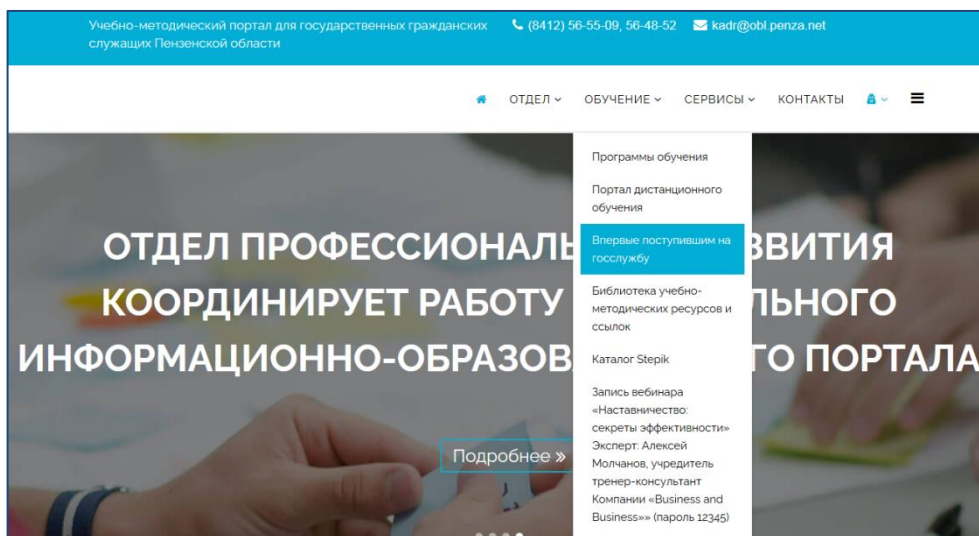 Учебно-методический портал для государственных гражданских
служащих Пензенской области
(8412) 56-55-09, 56-48-52
kadr@obl.penza.net
ОТДЕЛ
ОБУЧЕНИЕ
СЕРВИСЫ
КОНТАКТЫ
Программы обучения
Портал дистанционного
обучения
Впервые поступившим на
госслужбу
Библиотека учебно-
методических ресурсов и
ссылок
Каталог Stepik
Запись вебинара
«Наставничество:
секреты эффективности»
Эксперт: Алексей
Молчанов, учредитель
тренер-консультант
Компании «Business and
Business»» (пароль 12345)
ОТДЕЛ ПРОФЕССИОНАЛЬ ЗВИТИЯ
КООРДИНИРУЕТ РАБОТУ ЛЬНОГО
ИНФОРМАЦИОННО-ОБРАЗОВ ГО ПОРТАЛА
Подробнее »